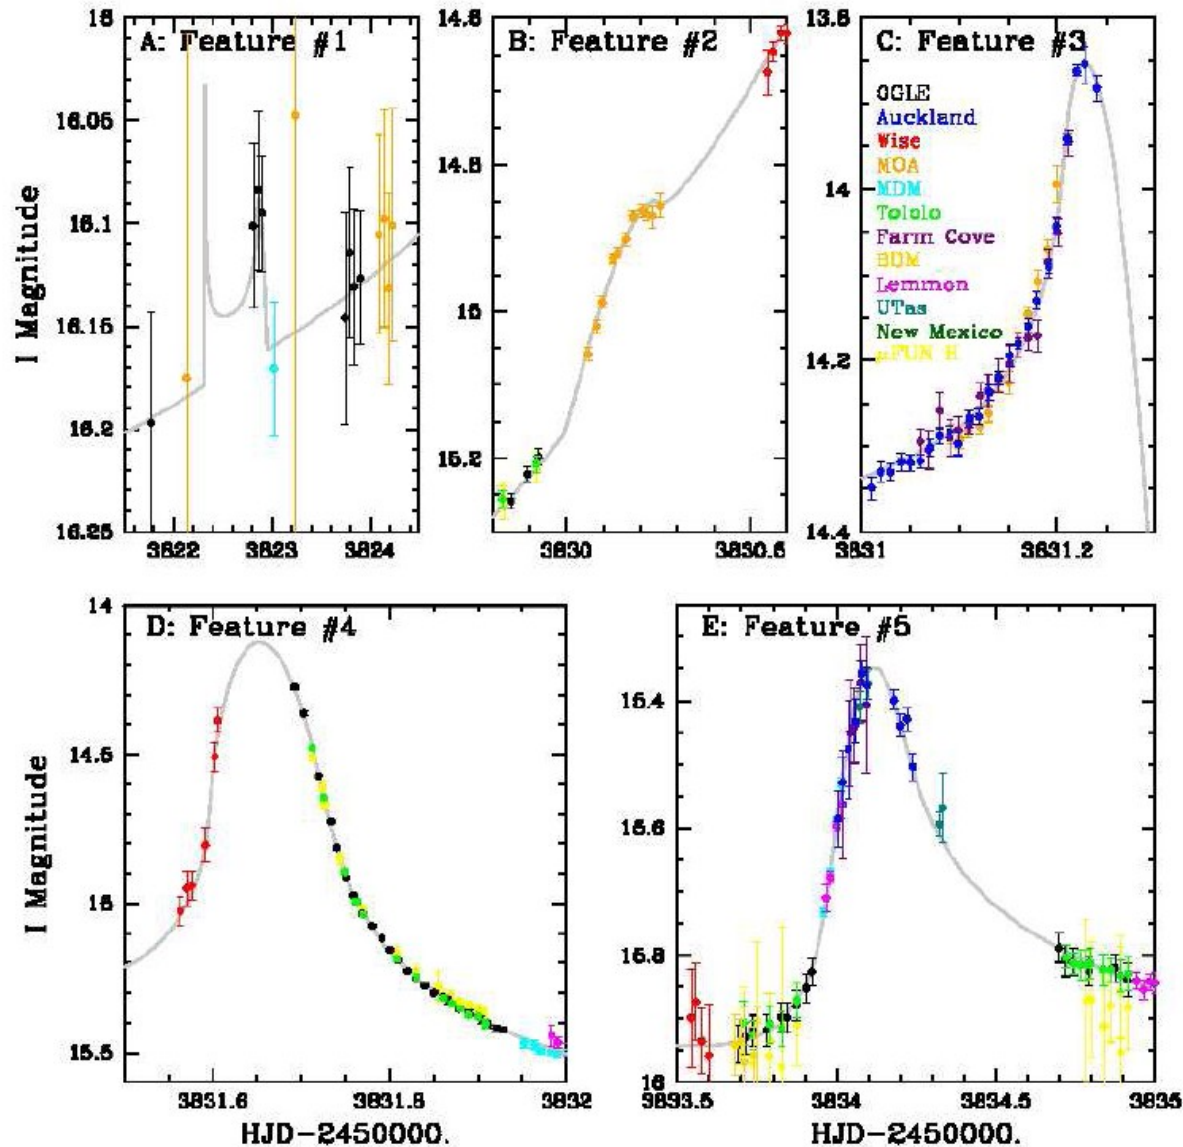 A: Feature #1
I Magnitude
16
16.05
16.1
16.15
16.2
16.25
3822
3823
3824
B: Feature #2
14.6
14.8
15
15.2
3830
3830.5
C: Feature #3
13.8
14
14.2
14.4
OGLE
Auckland
Wise
MOA
MDM
Tololo
Farm Cove
BDM
Lemmon
UTas
New Mexico
μFUN H
3831
3831.2
D: Feature #4
I Magnitude
14
14.5
15
15.5
3831.6
3831.8
3832
HJD-2450000.
E: Feature #5
15.4
15.6
15.8
16
3833.5
3834
3834.5
3835
HJD-2450000.